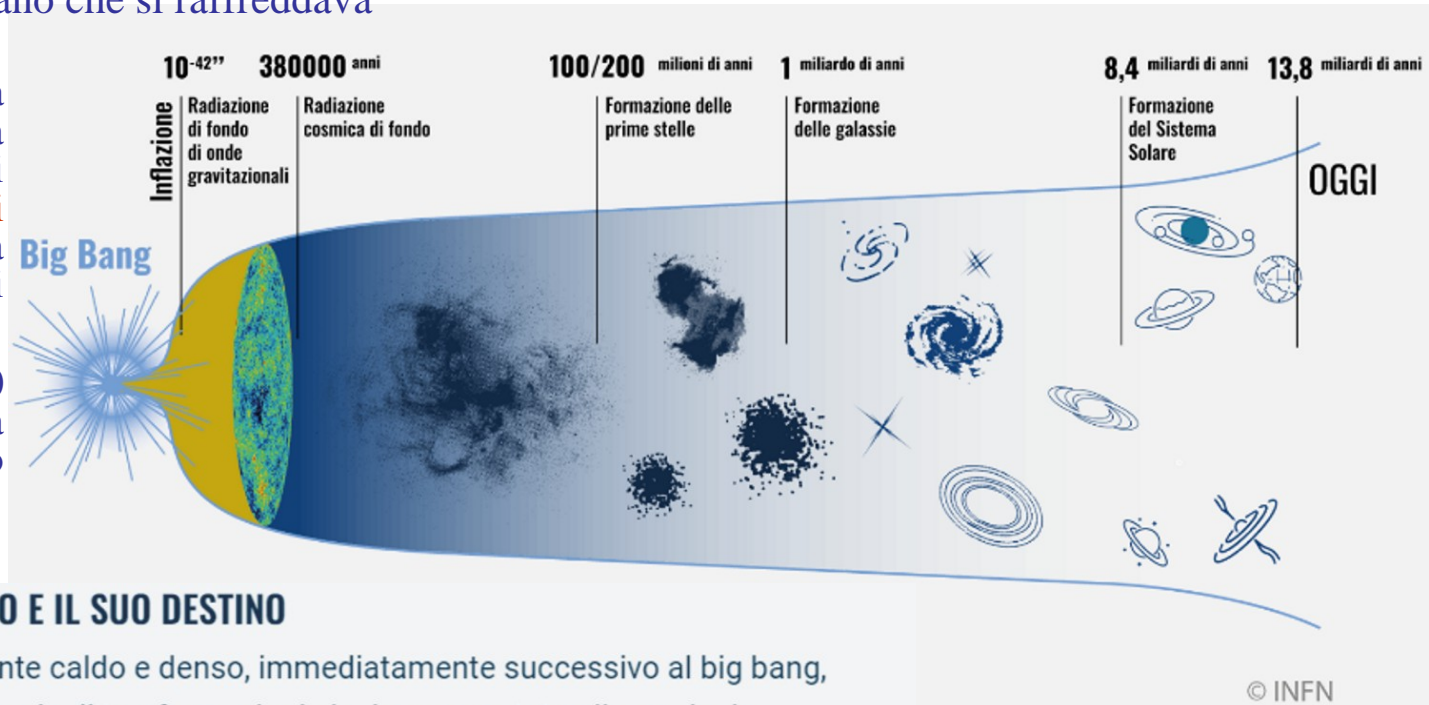 che si raffreddava
10-42” 380000 anni 100/200 milioni di anni 1 miliardo di anni 8,4 miliardi di anni 13,8 miliardi di anni
Inflazione
Radiazione
di fondo
di onde
gravitazionali
Radiazione
cosmica di fondo
Formazione delle
prime stelle
Formazione
delle galassie
Formazione
del Sistema
Solare
OGGI
Big Bang
E IL SUO DESTINO
caldo e denso, immediatamente successivo al big bang,
© INFN